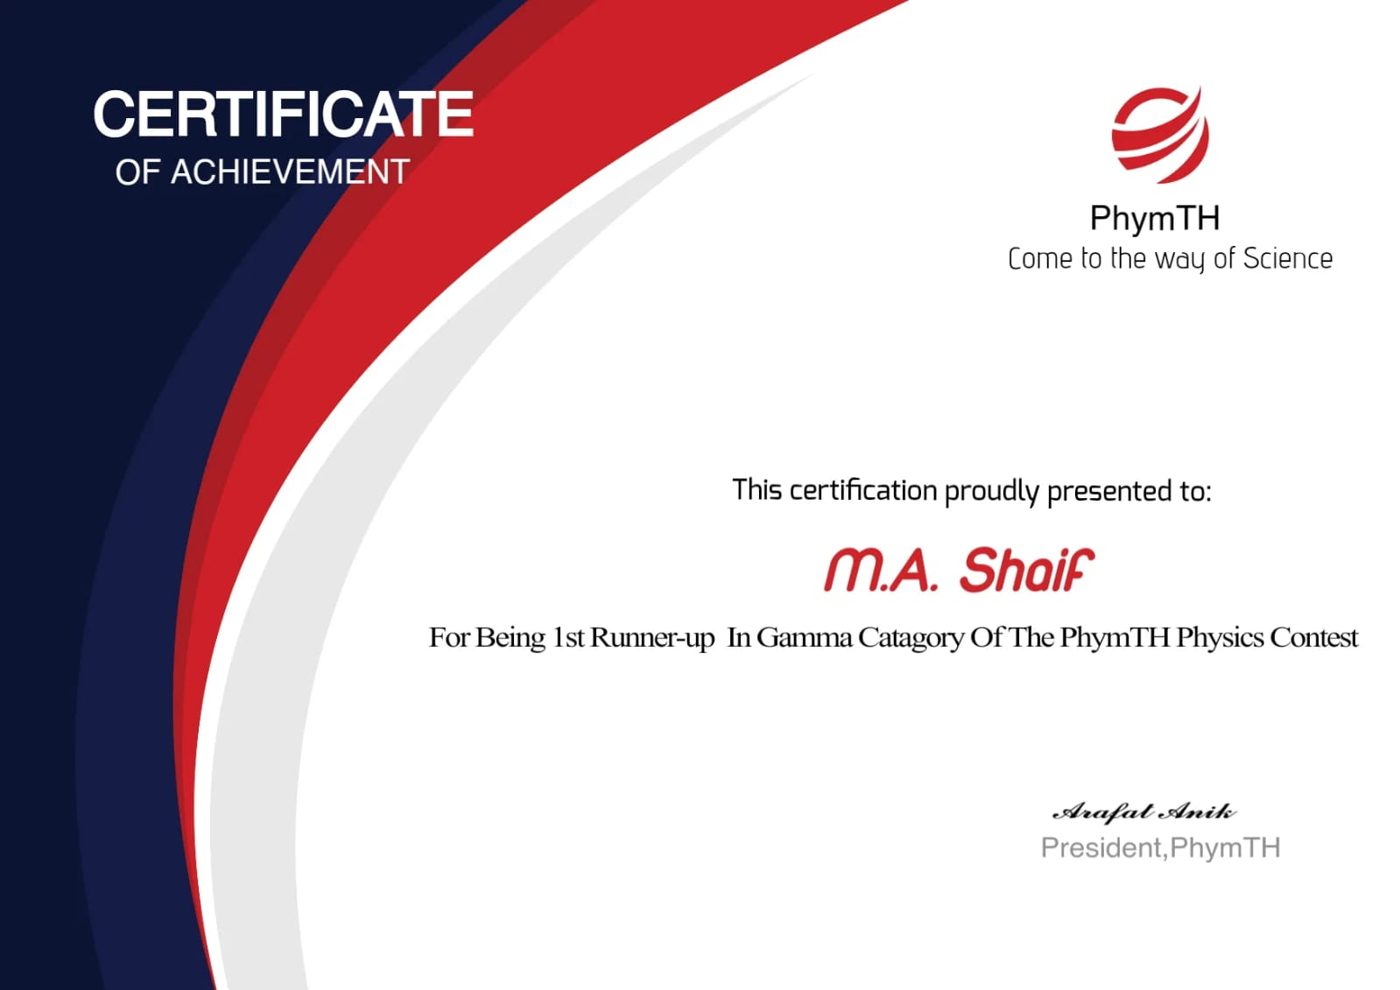 CERTIFICATE
OF ACHIEVEMENT
PhymTH
Come to the way of Science
This certification proudly presented to:
M.A. Shaif
For Being 1st Runner-up In Gamma Catagory Of The PhymTH Physics Contest
Arafat Anik
President,PhymTH